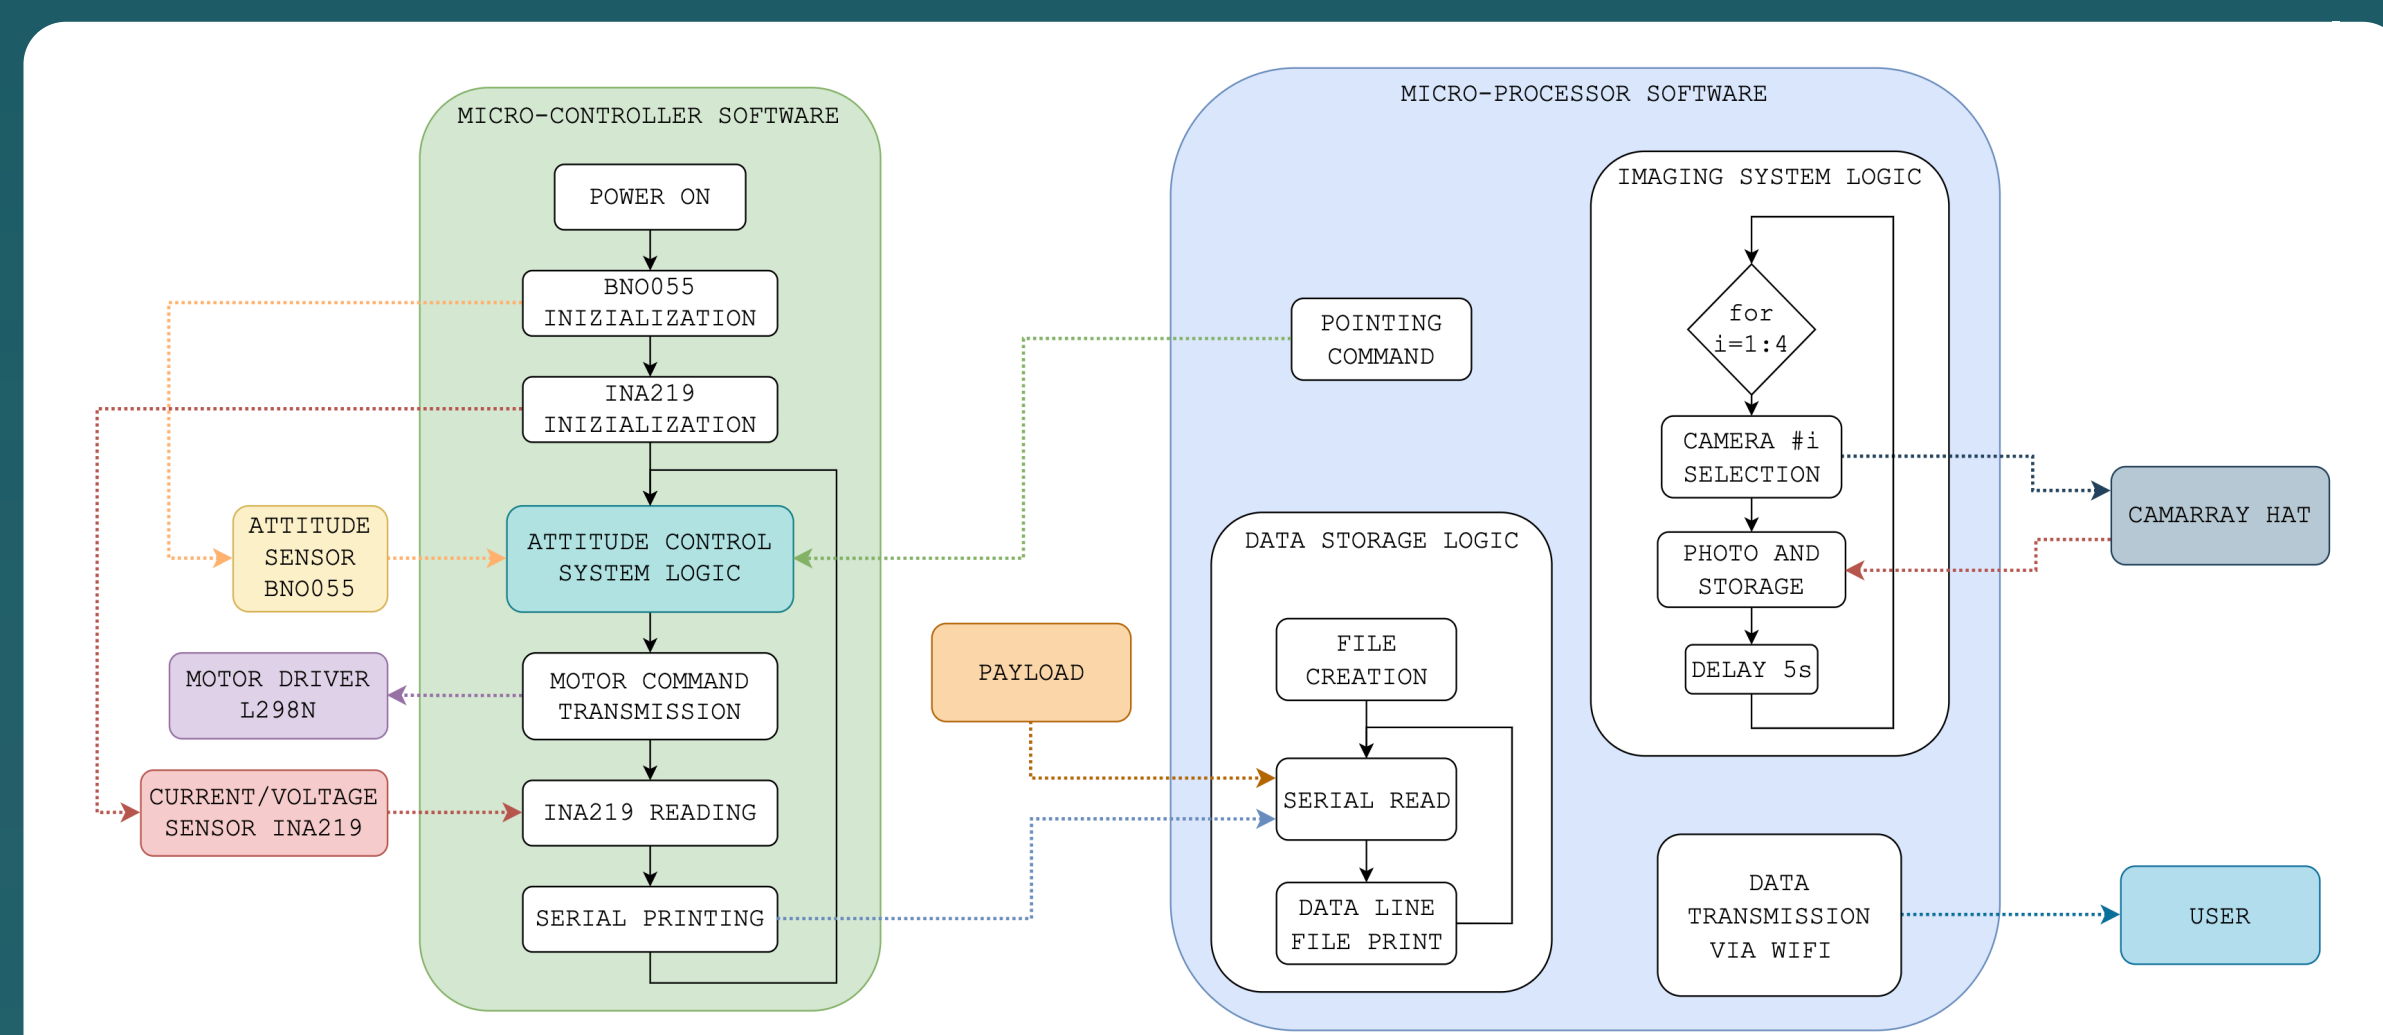 MICRO-CONTROLLER SOFTWARE
POWER ON
BNO055
INIZIALIZATION
INA219
INIZIALIZATION
ATTITUDE CONTROL
SYSTEM LOGIC
MOTOR COMMAND
TRANSMISSION
INA219 READING
SERIAL PRINTING
ATTITUDE
SENSOR
BNO055
MOTOR DRIVER
L298N
CURRENT/VOLTAGE
SENSOR INA219
PAYLOAD
MICRO-PROCESSOR SOFTWARE
POINTING
COMMAND
DATA STORAGE LOGIC
FILE
CREATION
SERIAL READ
DATA LINE
FILE PRINT
IMAGING SYSTEM LOGIC
for
i=1:4
CAMERA #i
SELECTION
PHOTO AND
STORAGE
DELAY 5s
DATA
TRANSMISSION
VIA WIFI
CAMARRAY HAT
USER